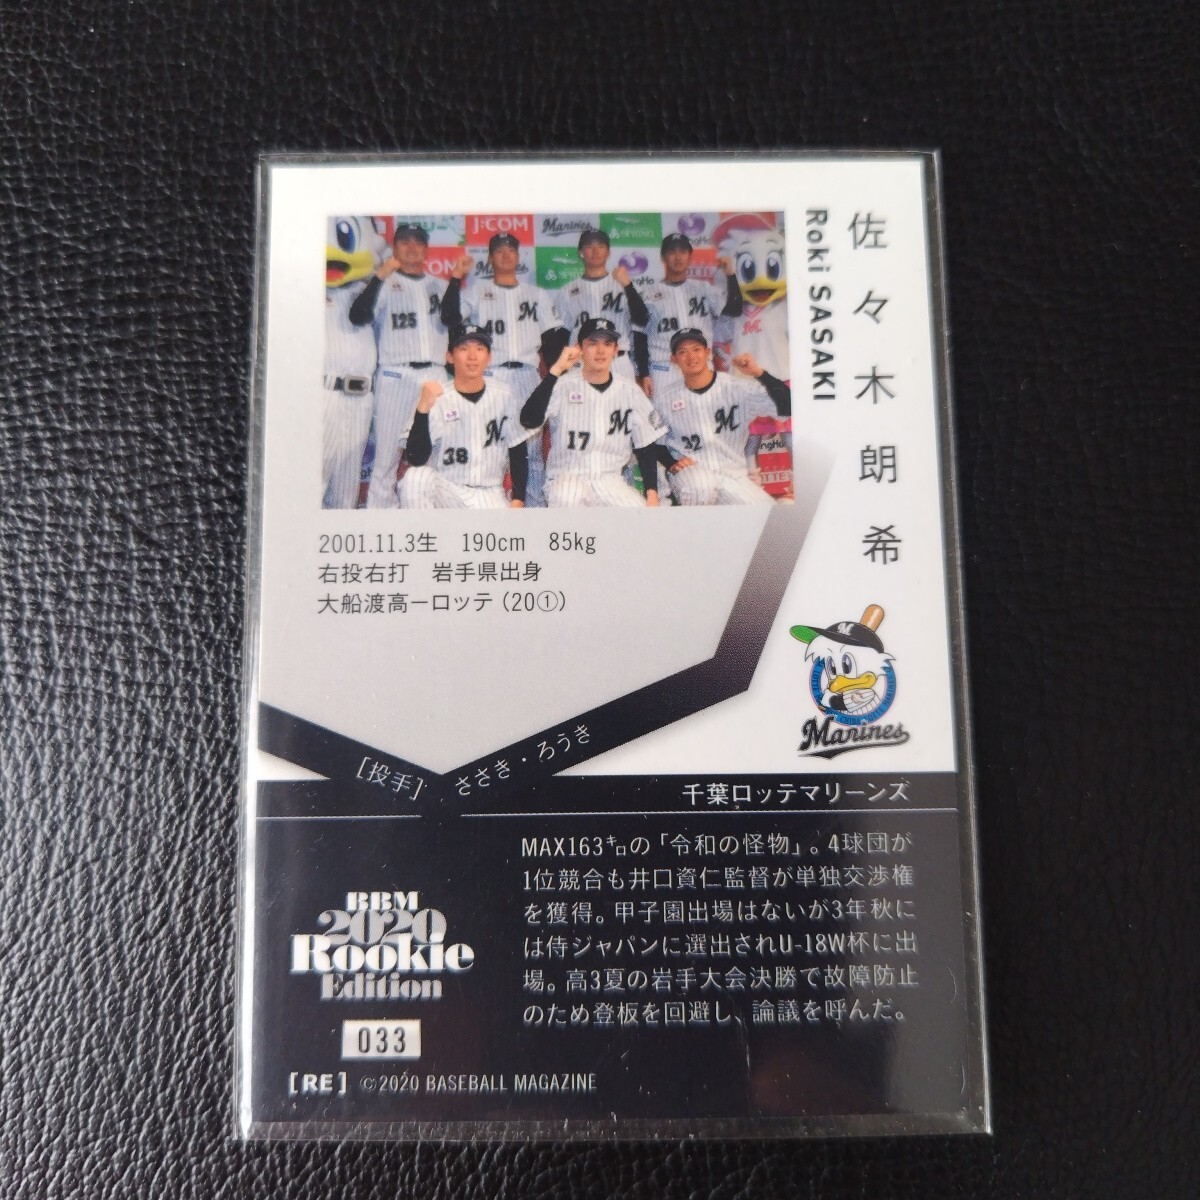 佐々木朗希
Roki SASAKI
J:COM
Marines
125
40
120
38
17
32
2001.11.3生 190cm 85kg
右投右打 岩手県出身
大船渡高ーロッテ(20①)
Marines
[投手] ささき・ろうき
千葉ロッテマリーンズ
MAX163㌔の「令和の怪物」。4球団が
1位競合も井口資仁監督が単独交渉権
を獲得。甲子園出場はないが3年秋に
は侍ジャパンに選出されU-18W杯に出
場。高3夏の岩手大会決勝で故障防止
のため登板を回避し、論議を呼んだ。
BBM
2020
Rookie
Edition
033
[RE] ©2020 BASEBALL MAGAZINE